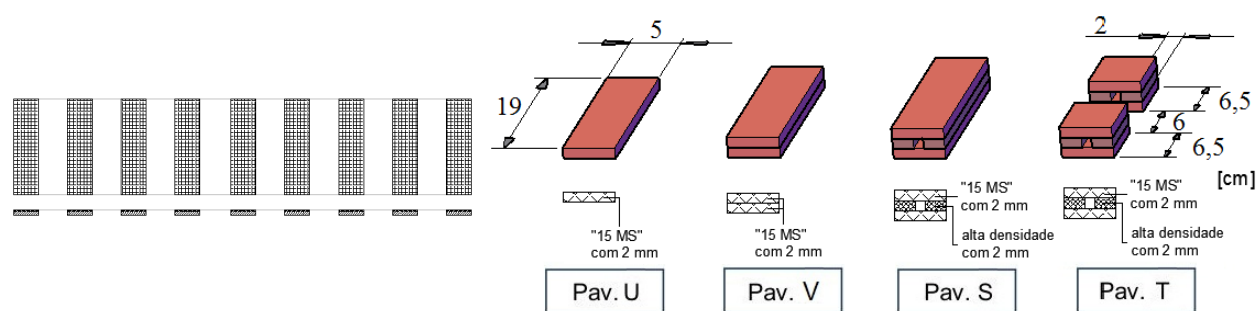 5
19
2
6,5
6
6,5
[cm]
"15 MS"
com 2 mm
"15 MS"
com 2 mm
"15 MS"
com 2 mm
alta densidade
com 2 mm
"15 MS"
com 2 mm
alta densidade
com 2 mm
Pav. U
Pav. V
Pav. S
Pav. T